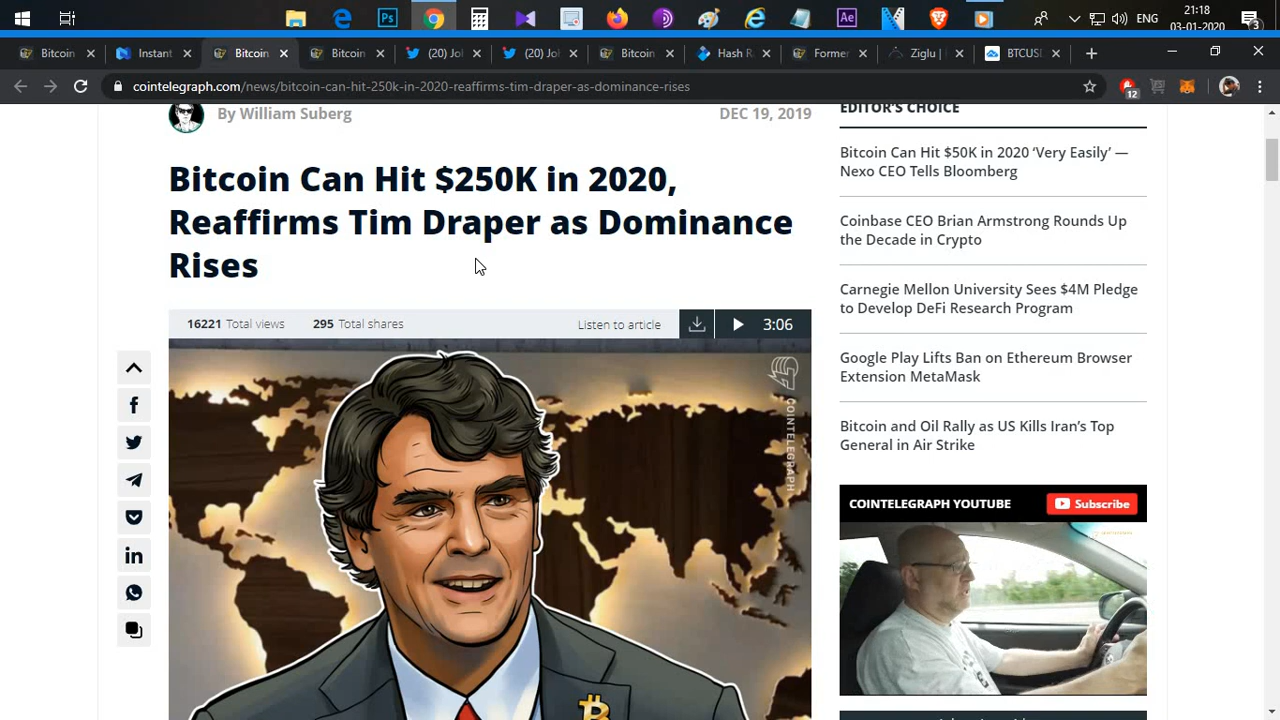 21:18
ENG
03-01-2020
3
Ps
Ae
Bitcoin
Instant
Bitcoin
Bitcoin
(20) Jo
(20) Jo
Bitcoin
Hash R
Former
Ziglu |
BTCUS
cointelegraph.com/news/bitcoin-can-hit-250k-in-2020-reaffirms-tim-draper-as-dominance-rises
12
By William Suberg
DEC 19, 2019
Bitcoin Can Hit $250K in 2020,
Reaffirms Tim Draper as Dominance
Rises
16221 Total views
295 Total shares
Listen to article
3:06
COINTELEGRAPH
EDITOR'S CHOICE
Bitcoin Can Hit $50K in 2020 ‘Very Easily’ —
Nexo CEO Tells Bloomberg
Coinbase CEO Brian Armstrong Rounds Up
the Decade in Crypto
Carnegie Mellon University Sees $4M Pledge
to Develop DeFi Research Program
Google Play Lifts Ban on Ethereum Browser
Extension MetaMask
Bitcoin and Oil Rally as US Kills Iran’s Top
General in Air Strike
COINTELEGRAPH YOUTUBE
Subscribe